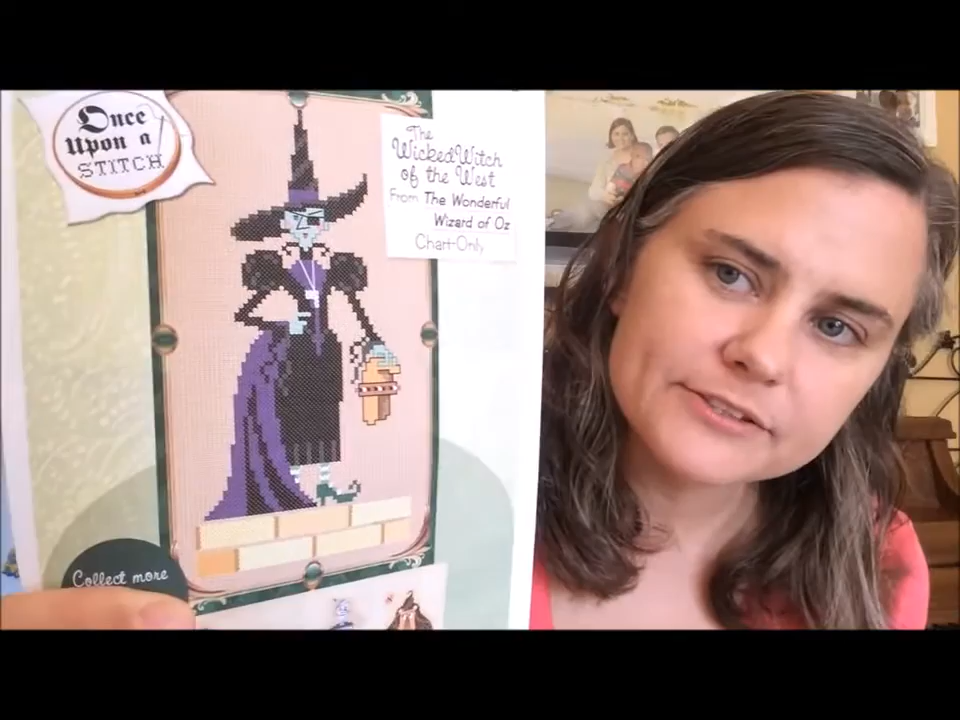 Once
Upon a
STITCH
The
Wicked Witch
of the West
From The Wonderful
Wizard of Oz
Chart-Only
Collect more